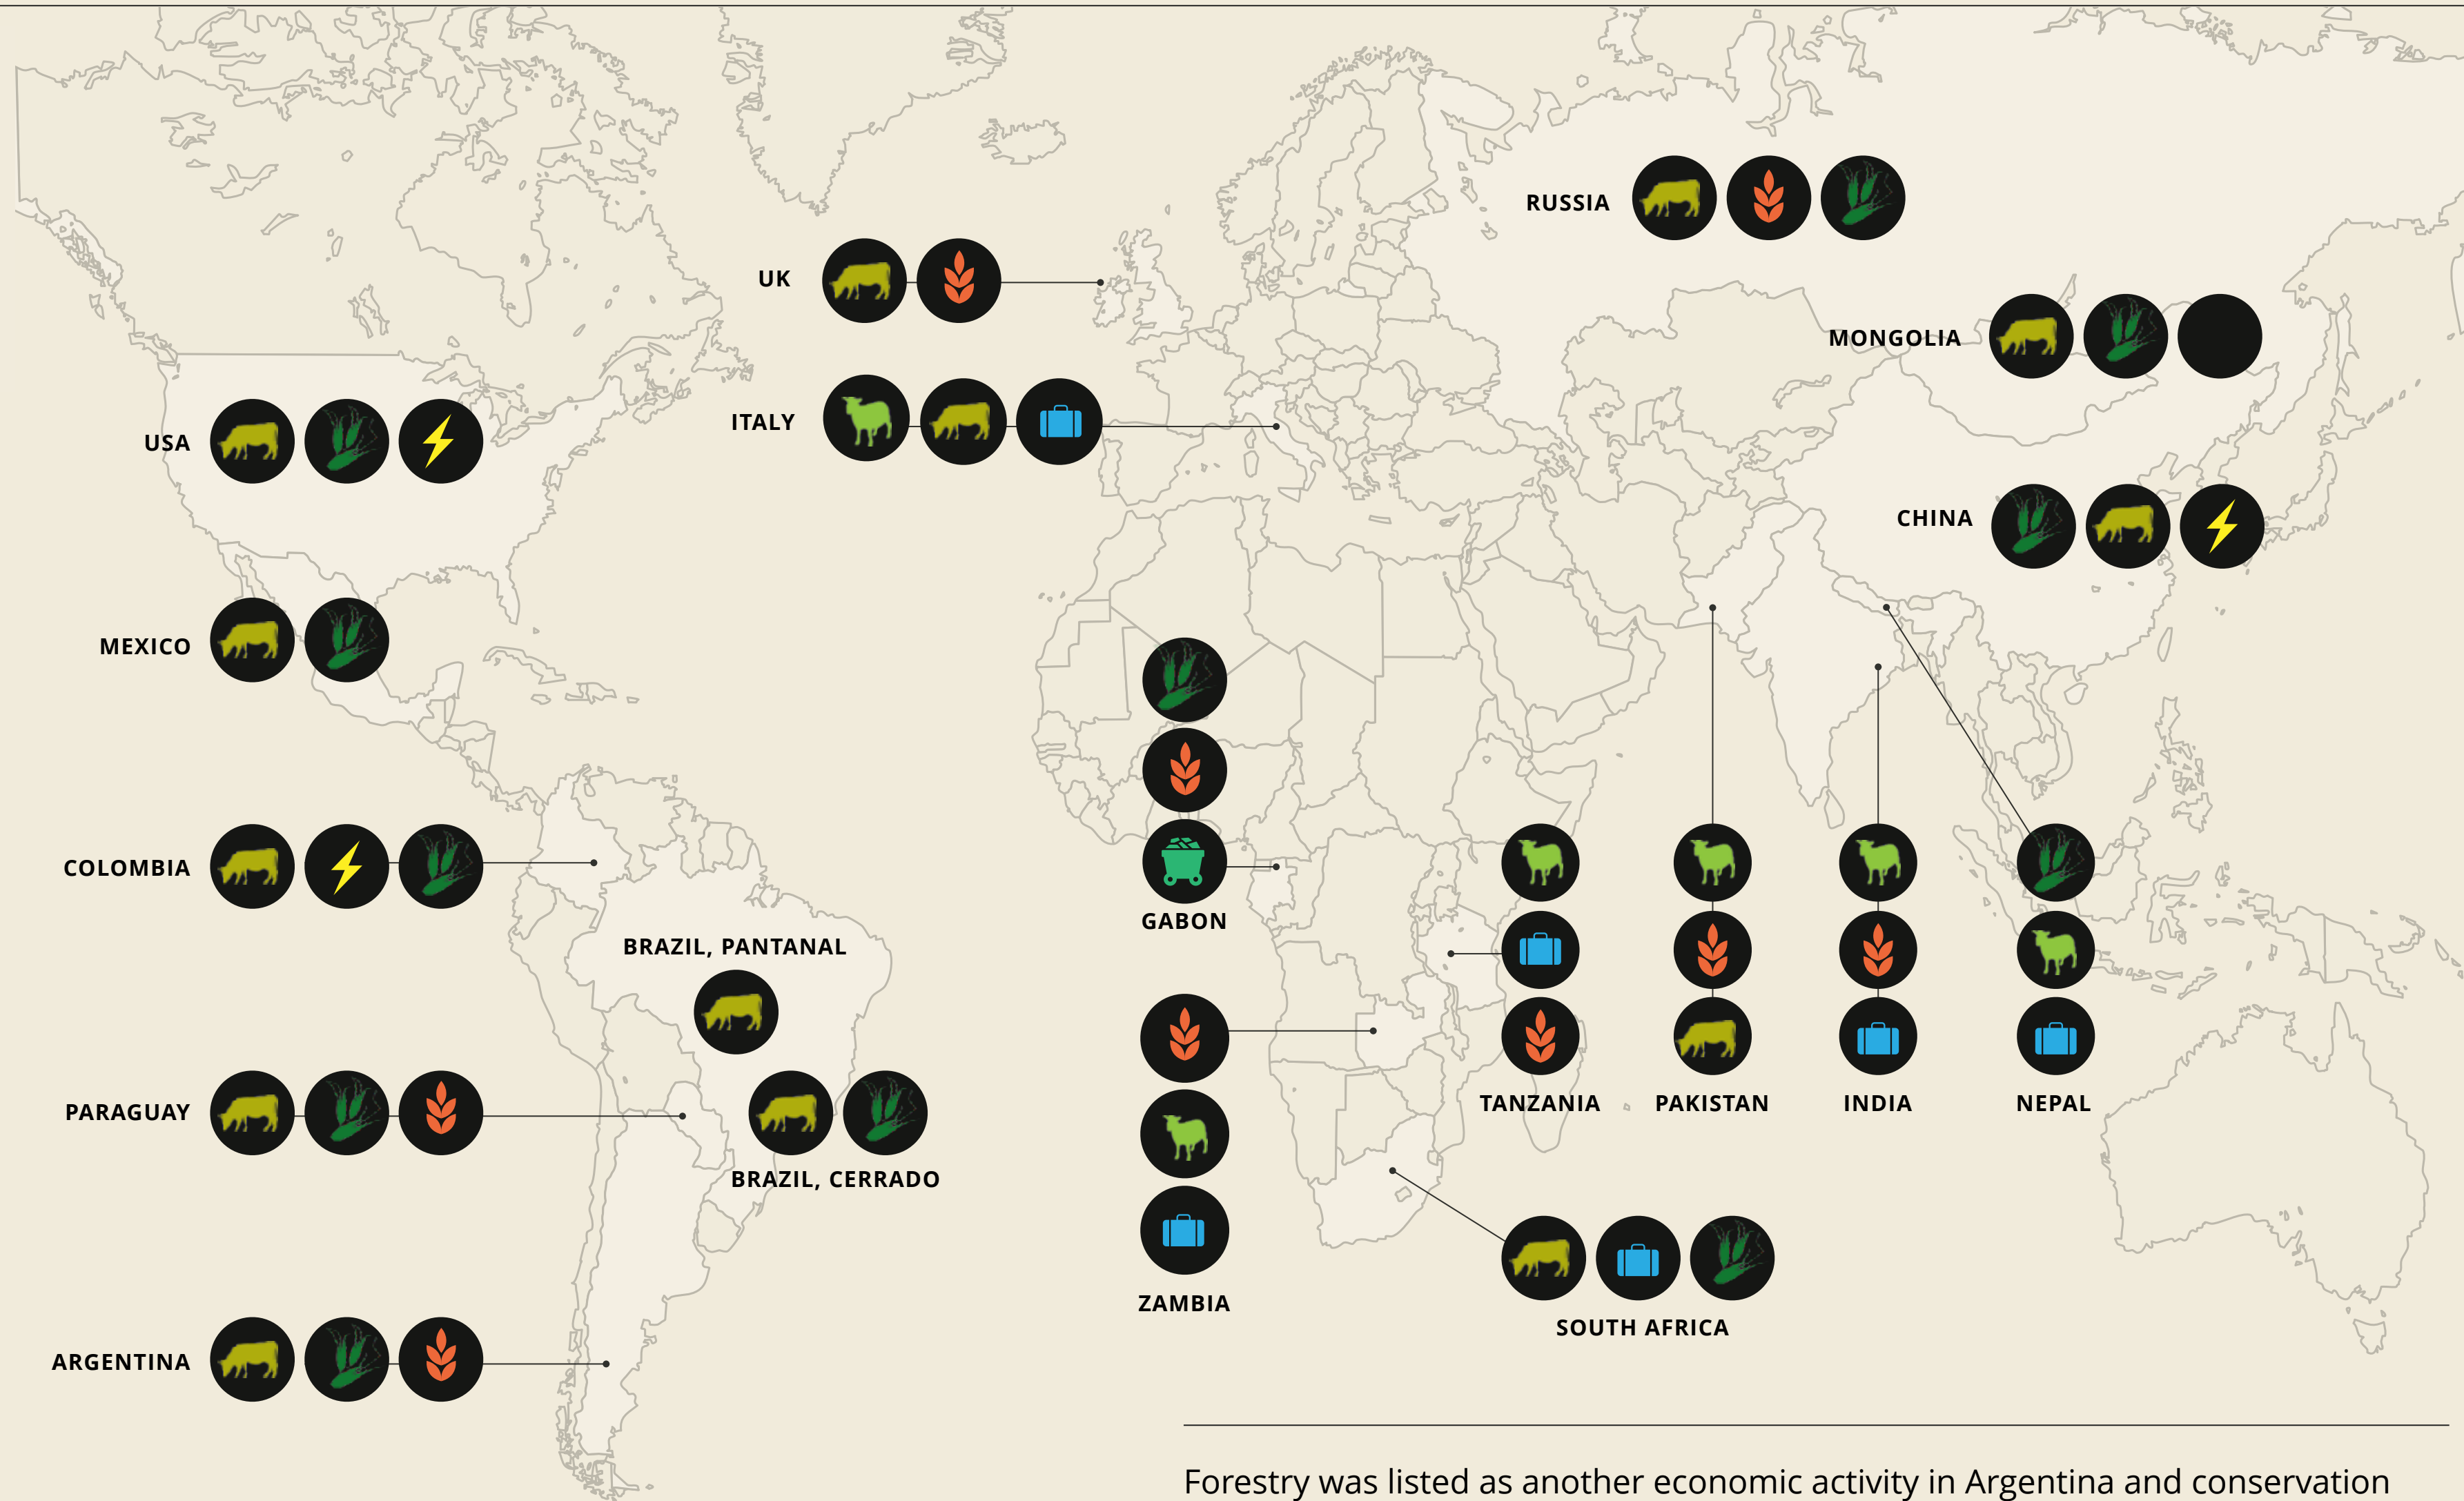 RUSSIA
UK
MONGOLIA
ITALY
USA
CHINA
MEXICO
COLOMBIA
GABON
BRAZIL, PANTANAL
TANZANIA
PAKISTAN
INDIA
NEPAL
PARAGUAY
BRAZIL, CERRADO
ZAMBIA
SOUTH AFRICA
ARGENTINA
Forestry was listed as another economic activity in Argentina and conservation